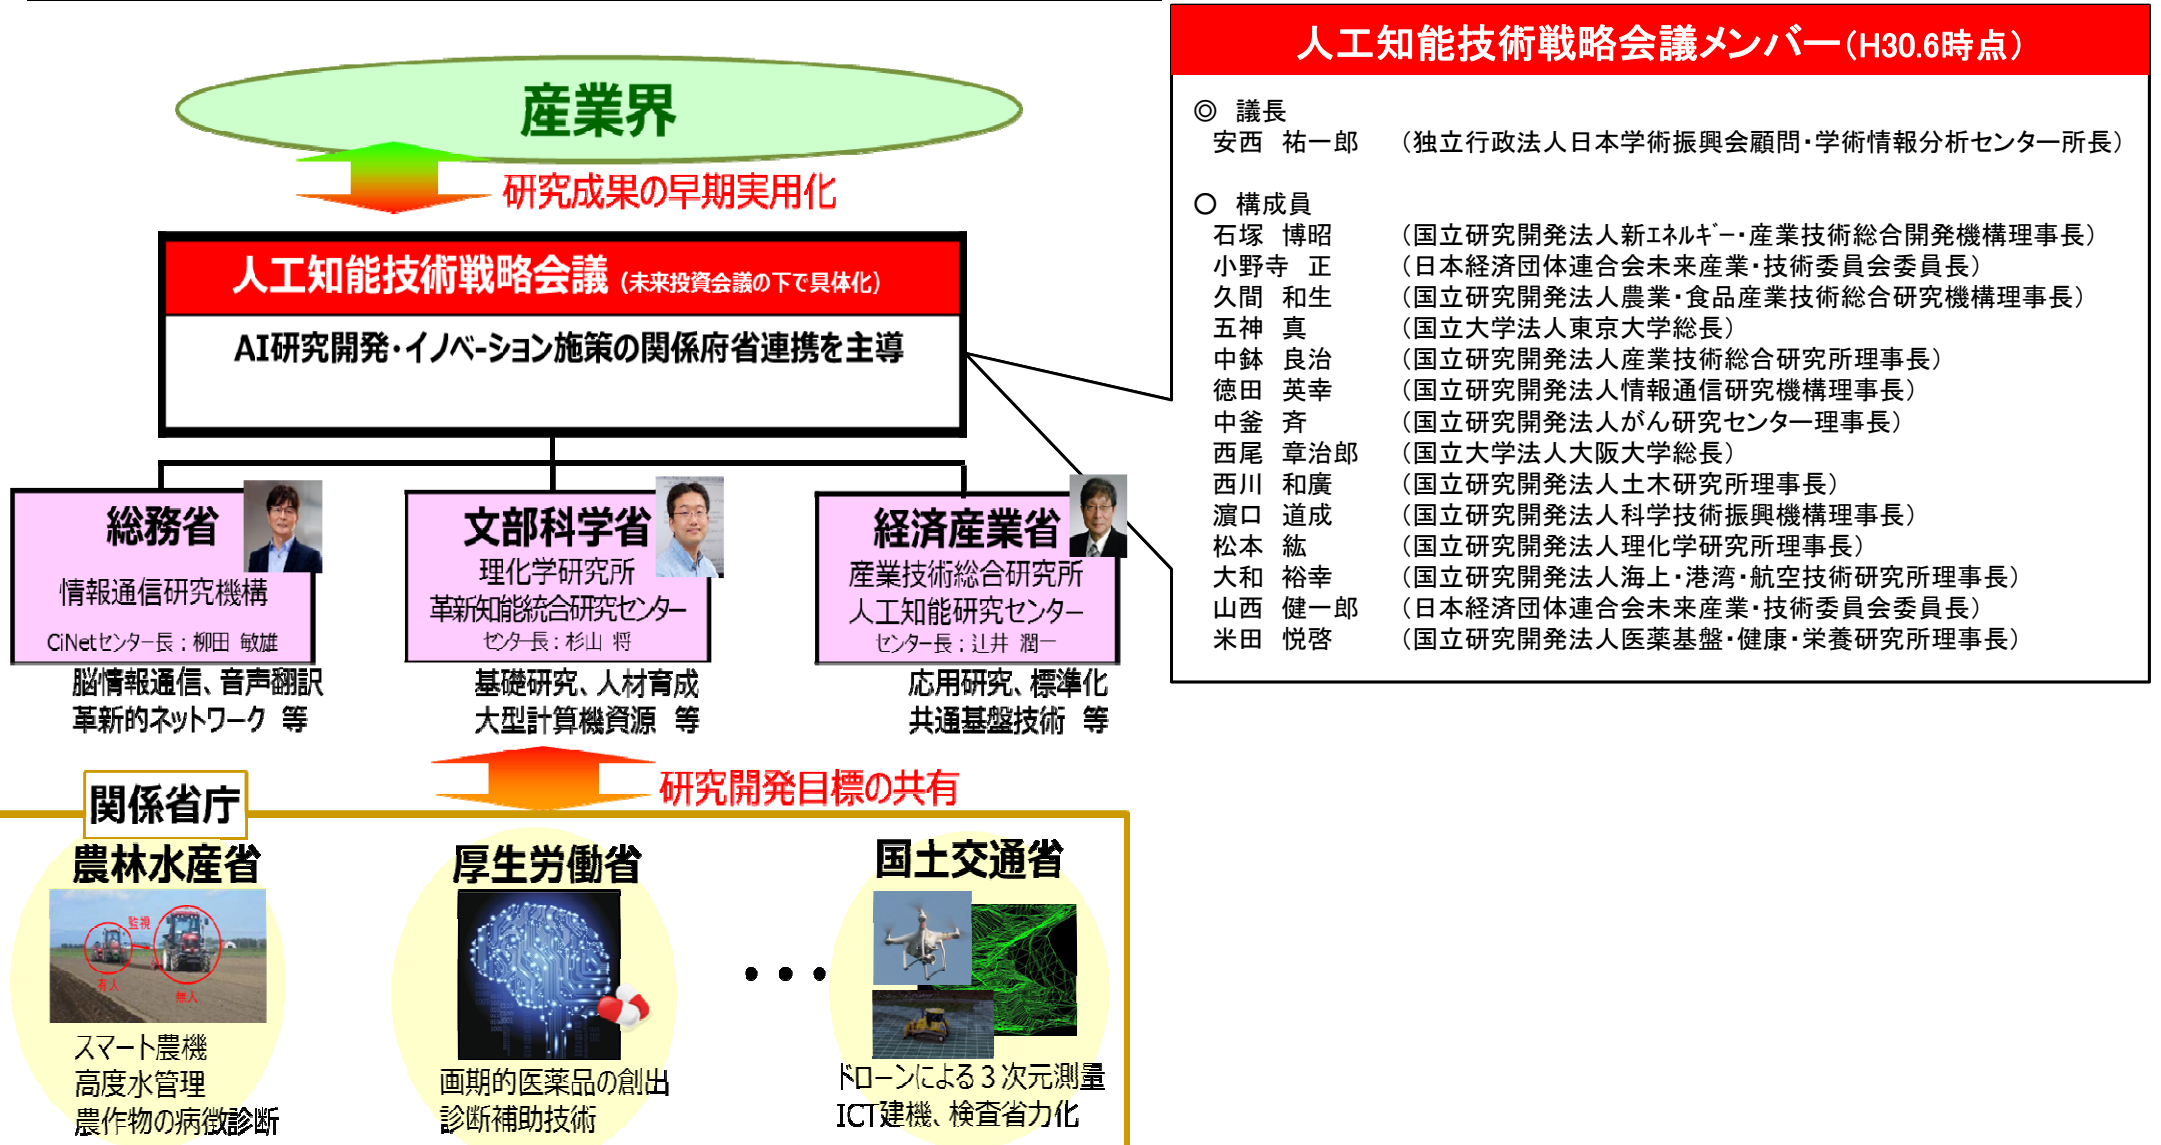 産業界
研究成果の早期実用化
人工知能技術戦略会議 (未来投資会議の下で具体化)
AI研究開発・イノベーション施策の関係府省連携を主導
総務省
情報通信研究機構
CiNetセンター長：柳田 敏雄
脳情報通信、音声翻訳
革新的ネットワーク 等
文部科学省
理化学研究所
革新知能統合研究センター
センター長：杉山 将
基礎研究、人材育成
大型計算機資源 等
経済産業省
産業技術総合研究所
人工知能研究センター
センター長：辻井 潤一
応用研究、標準化
共通基盤技術 等
研究開発目標の共有
関係省庁
農林水産省
監視
有人
無人
スマート農機
高度水管理
農作物の病徴診断
厚生労働省
画期的医薬品の創出
診断補助技術
・・・
国土交通省
ドローンによる３次元測量
ICT建機、検査省力化
人工知能技術戦略会議メンバー（H30.6時点）
◎ 議長
安西 祐一郎 （独立行政法人日本学術振興会顧問・学術情報分析センター所長）
○ 構成員
石塚 博昭 （国立研究開発法人新ｴﾈﾙｷﾞｰ・産業技術総合開発機構理事長）
小野寺 正 （日本経済団体連合会未来産業・技術委員会委員長）
久間 和生 （国立研究開発法人農業・食品産業技術総合研究機構理事長）
五神 真 （国立大学法人東京大学総長）
中鉢 良治 （国立研究開発法人産業技術総合研究所理事長）
徳田 英幸 （国立研究開発法人情報通信研究機構理事長）
中釜 斉 （国立研究開発法人がん研究センター理事長）
西尾 章治郎 （国立大学法人大阪大学総長）
西川 和廣 （国立研究開発法人土木研究所理事長）
濵口 道成 （国立研究開発法人科学技術振興機構理事長）
松本 紘 （国立研究開発法人理化学研究所理事長）
大和 裕幸 （国立研究開発法人海上・港湾・航空技術研究所理事長）
山西 健一郎 （日本経済団体連合会未来産業・技術委員会委員長）
米田 悦啓 （国立研究開発法人医薬基盤・健康・栄養研究所理事長）